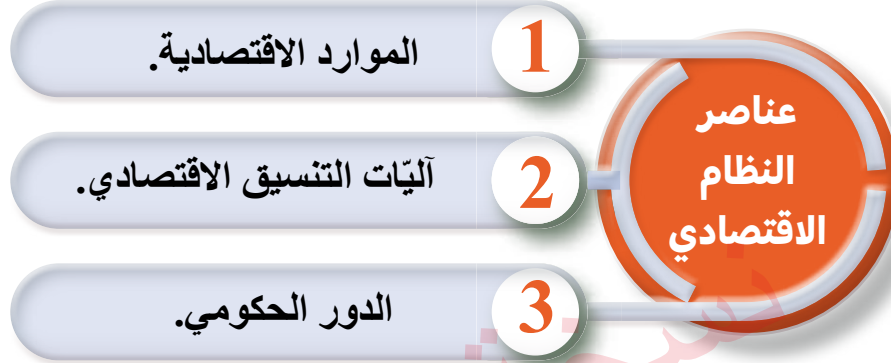 عناصر
النظام
الاقتصادي
1 الموارد الاقتصادية.
2 آليّات التنسيق الاقتصادي.
3 الدور الحكومي.